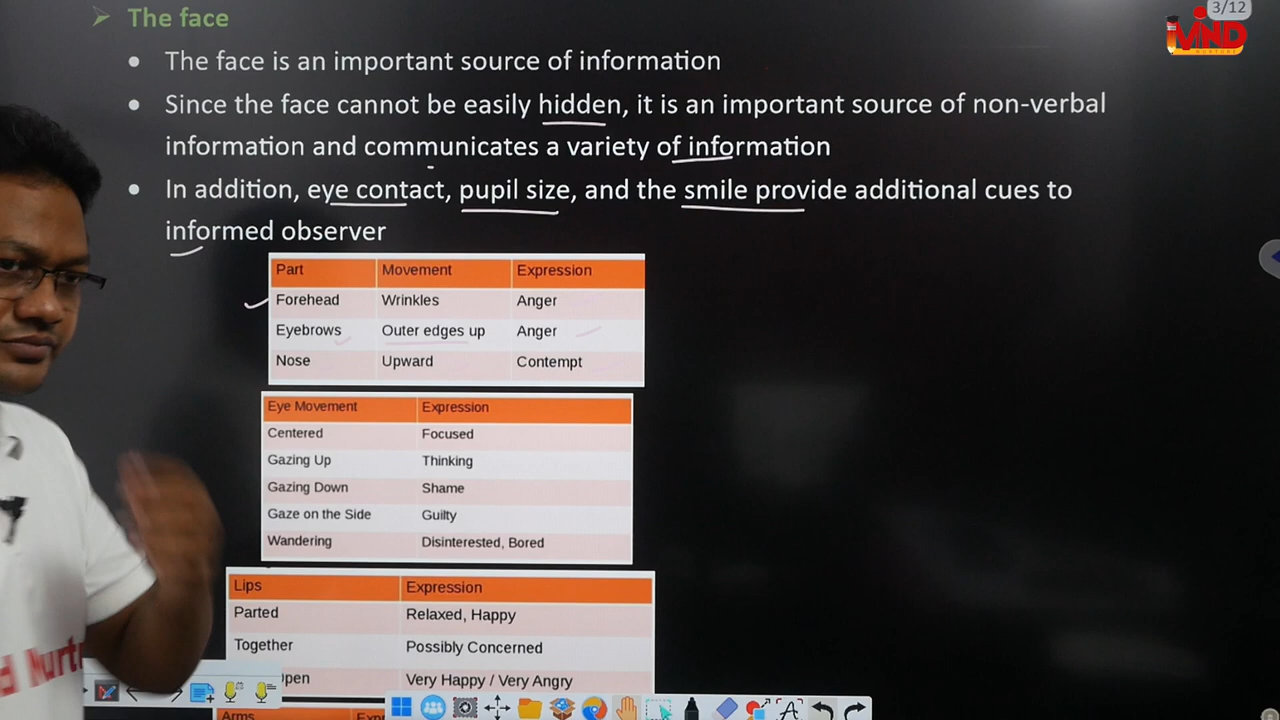 3/12
MIND
NURTURE
➢ The face
• The face is an important source of information
• Since the face cannot be easily hidden, it is an important source of non-verbal
information and communicates a variety of information
• In addition, eye contact, pupil size, and the smile provide additional cues to
informed observer
Part Movement Expression
Forehead Wrinkles Anger
Eyebrows Outer edges up Anger
Nose Upward Contempt
Eye Movement Expression
Centered Focused
Gazing Up Thinking
Gazing Down Shame
Gaze on the Side Guilty
Wandering Disinterested, Bored
Lips Expression
Parted Relaxed, Happy
Together Possibly Concerned
Very Happy / Very Angry
Arms